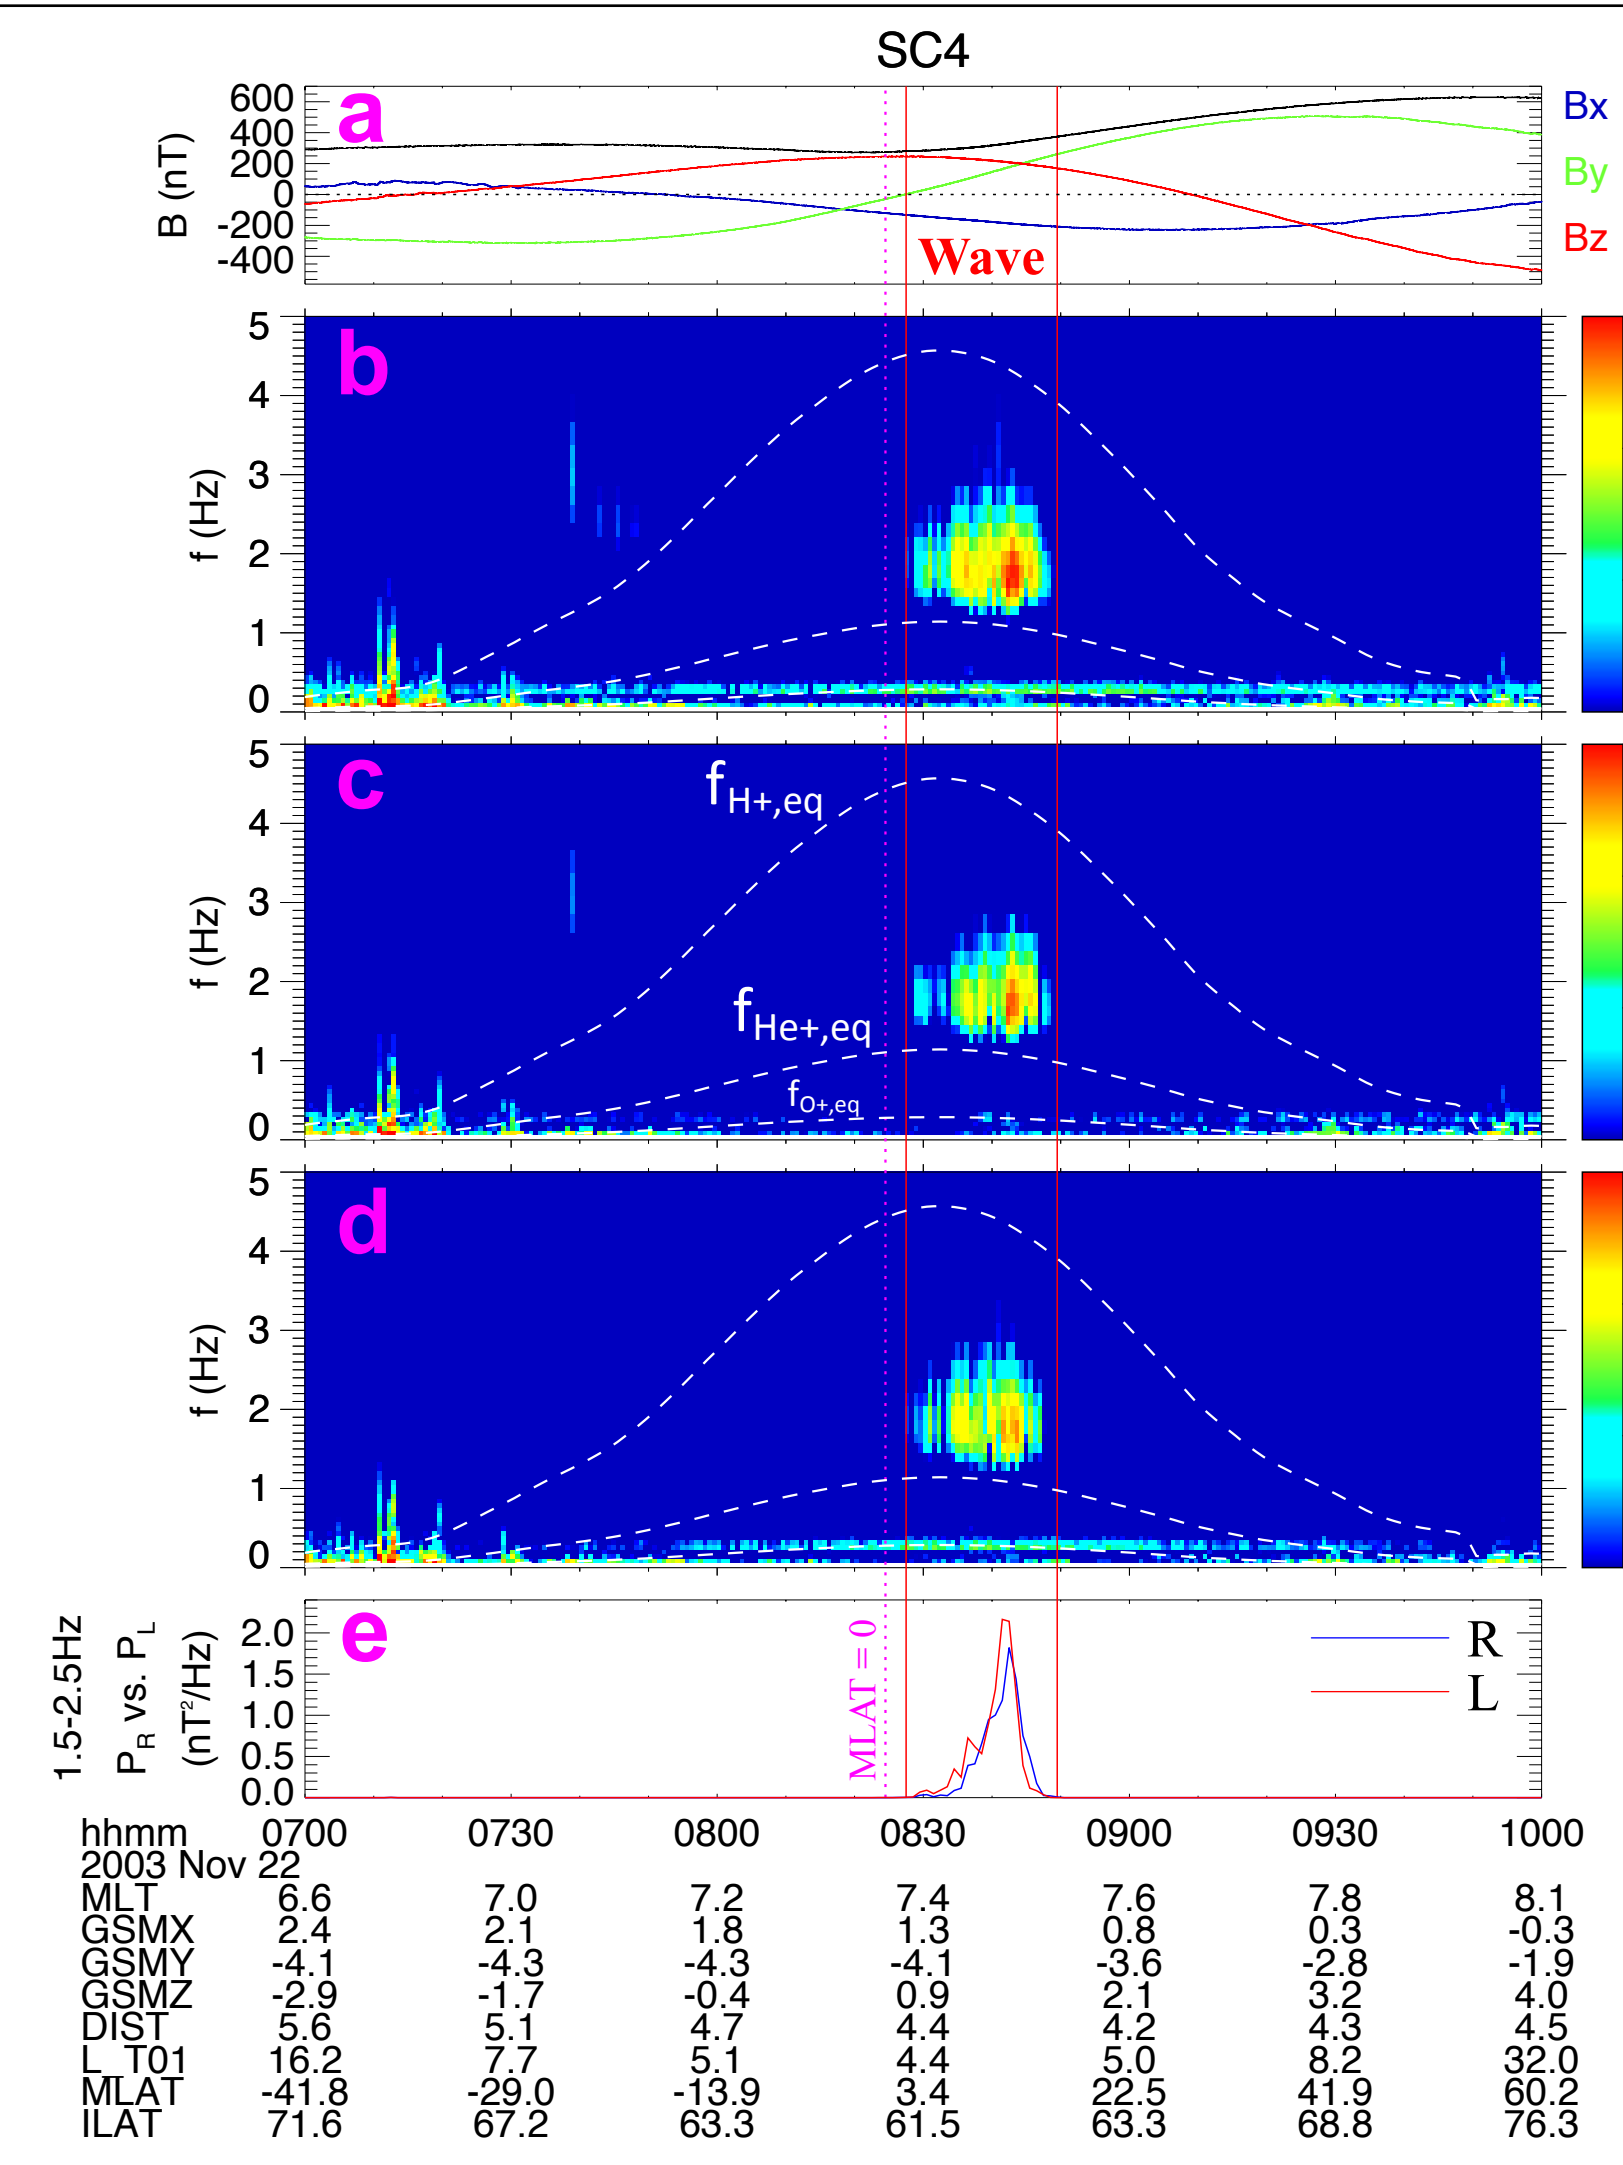 SC4
a
B (nT)
600
400
200
0
-200
-400
Bx
By
Bz
Wave
b
f (Hz)
5
4
3
2
1
0
c
f (Hz)
5
4
3
2
1
0
fH+,eq
fHe+,eq
fO+,eq
d
f (Hz)
5
4
3
2
1
0
e
1.5-2.5Hz
PR vs. PL
(nT²/Hz)
2.0
1.5
1.0
0.5
0.0
MLAT = 0
R
L
hhmm 0700 0730 0800 0830 0900 0930 1000
2003 Nov 22
MLT 6.6 7.0 7.2 7.4 7.6 7.8 8.1
GSMX 2.4 2.1 1.8 1.3 0.8 0.3 -0.3
GSMY -4.1 -4.3 -4.3 -4.1 -3.6 -2.8 -1.9
GSMZ -2.9 -1.7 -0.4 0.9 2.1 3.2 4.0
DIST 5.6 5.1 4.7 4.4 4.2 4.3 4.5
L_T01 16.2 7.7 5.1 4.4 5.0 8.2 32.0
MLAT -41.8 -29.0 -13.9 3.4 22.5 41.9 60.2
ILAT 71.6 67.2 63.3 61.5 63.3 68.8 76.3